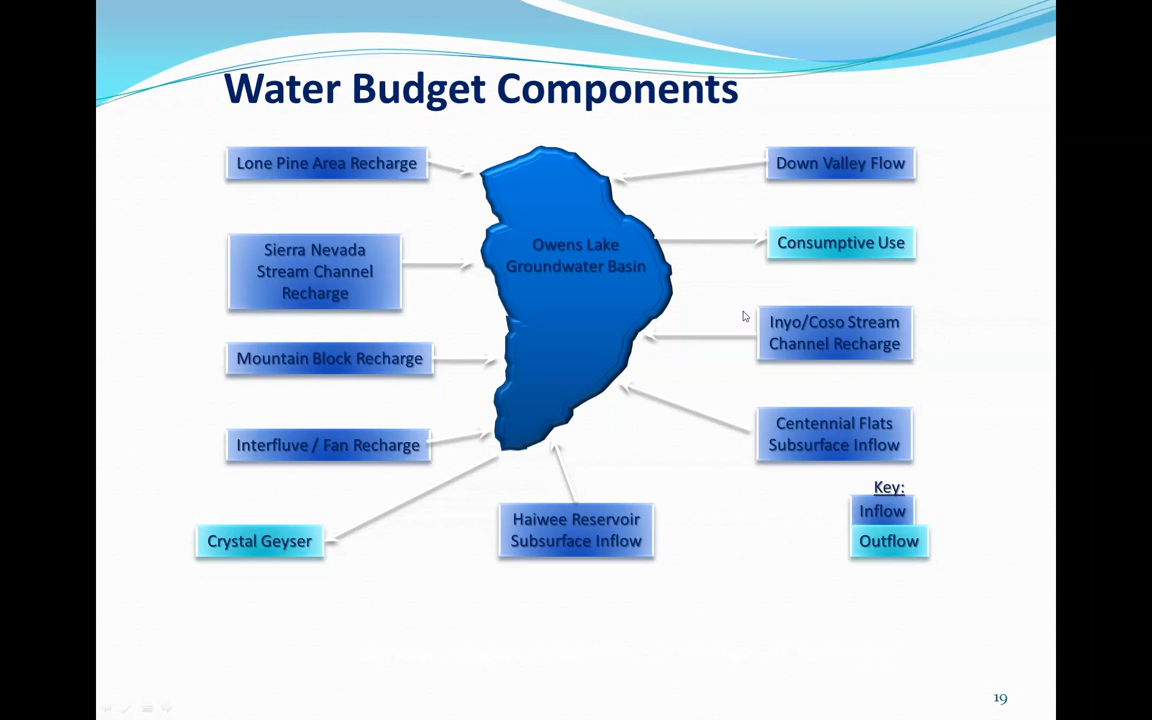 Water Budget Components
Lone Pine Area Recharge
Down Valley Flow
Sierra Nevada
Stream Channel
Recharge
Owens Lake
Groundwater Basin
Consumptive Use
Inyo/Coso Stream
Channel Recharge
Mountain Block Recharge
Centennial Flats
Subsurface Inflow
Interfluve / Fan Recharge
Key:
Inflow
Outflow
Haiwee Reservoir
Subsurface Inflow
Crystal Geyser
19